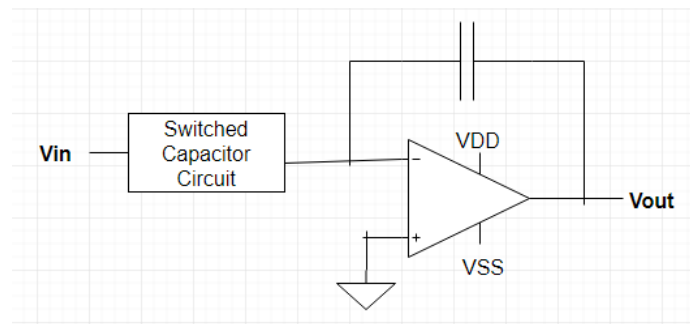 Switched
Capacitor
Circuit
Vin
VDD
−
+
Vout
VSS